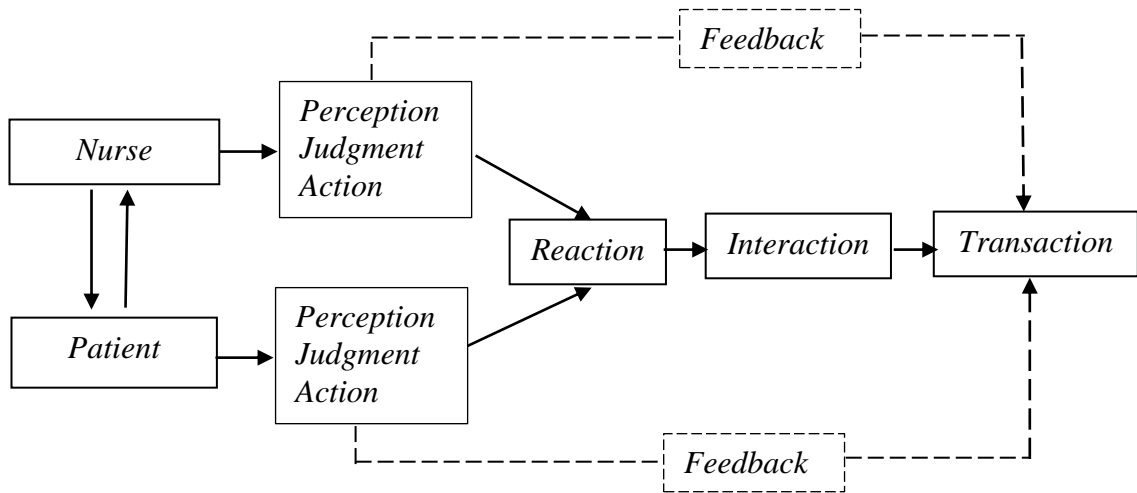 Feedback
Perception
Judgment
Action
Nurse
Reaction
Interaction
Transaction
Perception
Judgment
Action
Patient
Feedback